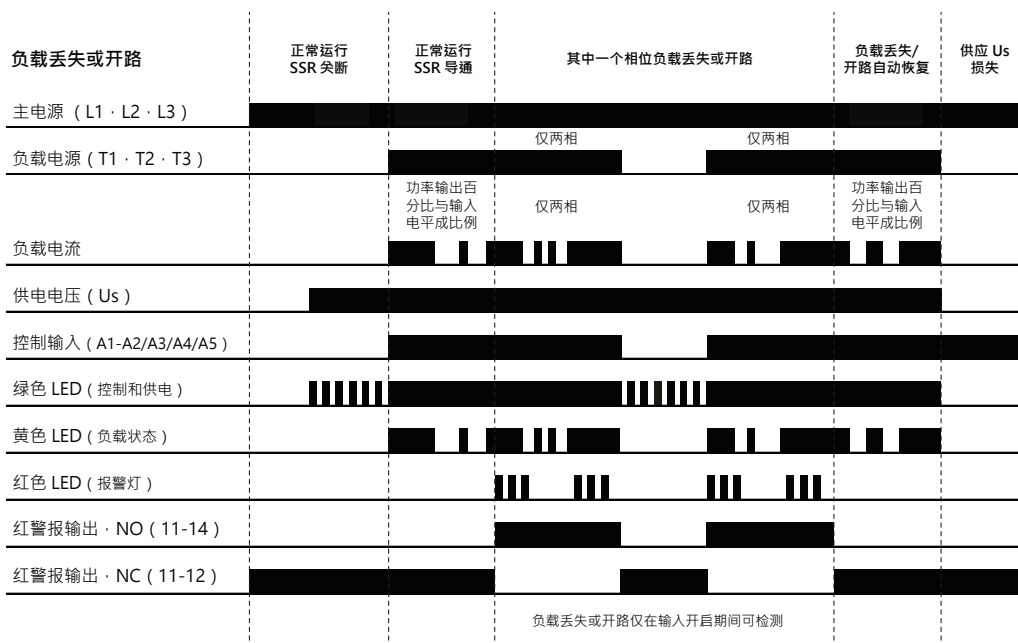 负载丢失或开路
正常运行
SSR 关断
正常运行
SSR 导通
其中一个相位负载丢失或开路
负载丢失/
开路自动恢复
供应 Us
损失
主电源 ( L1 · L2 · L3 )
仅两相
仅两相
负载电源 ( T1 · T2 · T3 )
功率输出百
分比与输入
电平成比例
仅两相
仅两相
功率输出百
分比与输入
电平成比例
负载电流
供电电压 ( Us )
控制输入 ( A1-A2/A3/A4/A5 )
绿色 LED ( 控制和供电 )
黄色 LED ( 负载状态 )
红色 LED ( 报警灯 )
红警报输出 · NO ( 11-14 )
红警报输出 · NC ( 11-12 )
负载丢失或开路仅在输入开启期间可检测